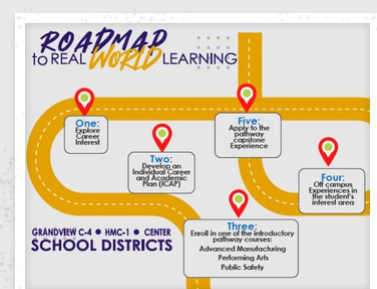 ROADMAP
to REAL WORLD LEARNING
One:
Explore
Career
Interest
Two:
Develop an
Individual Career
and Academic
Plan (ICAP)
Three:
Enroll in one of the introductory
pathway courses:
Advanced Manufacturing
Performing Arts
Public Safety
Four:
Off campus
Experiences in
the student's
interest area
Five:
Apply to the
pathway
capstone
Experience
GRANDVIEW C-4 • HMC-1 • CENTER
SCHOOL DISTRICTS